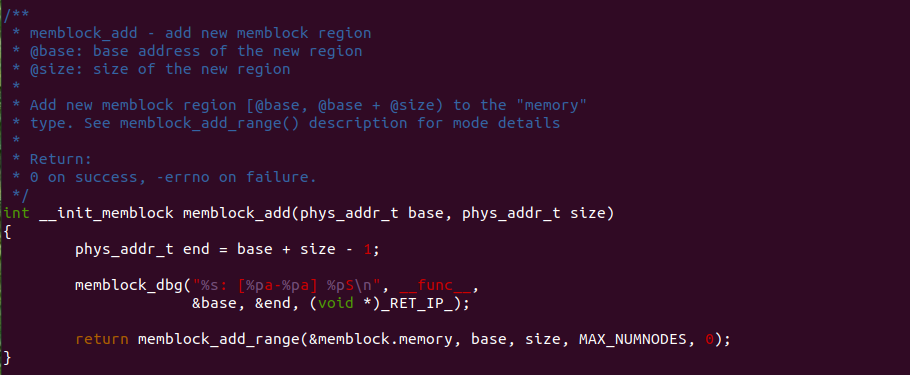 /**
 * memblock_add - add new memblock region
 * @base: base address of the new region
 * @size: size of the new region
 *
 * Add new memblock region [@base, @base + @size) to the "memory"
 * type. See memblock_add_range() description for mode details
 *
 * Return:
 * 0 on success, -errno on failure.
 */
int __init_memblock memblock_add(phys_addr_t base, phys_addr_t size)
{
        phys_addr_t end = base + size - 1;

        memblock_dbg("%s: [%pa-%pa] %pS\n", __func__,
                     &base, &end, (void *)_RET_IP_);

        return memblock_add_range(&memblock.memory, base, size, MAX_NUMNODES, 0);
}